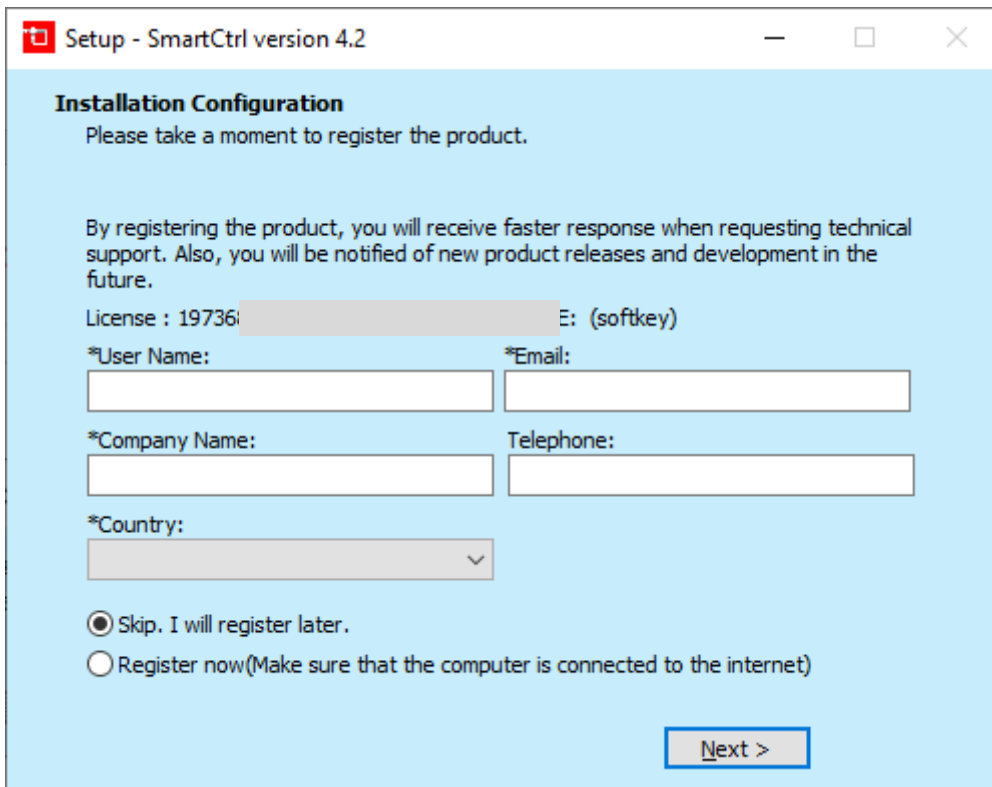 Setup - SmartCtrl version 4.2
Installation Configuration
Please take a moment to register the product.
By registering the product, you will receive faster response when requesting technical
support. Also, you will be notified of new product releases and development in the
future.
License : 19736 E: (softkey)
*User Name: *Email:
*Company Name: Telephone:
*Country:
Skip. I will register later.
Register now(Make sure that the computer is connected to the internet)
Next >